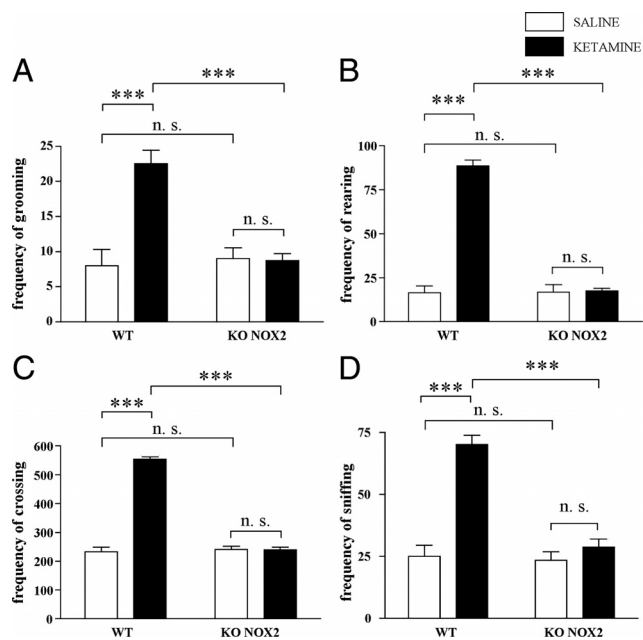 SALINE
KETAMINE
A
***
***
n. s.
n. s.
frequency of grooming
25
20
15
10
5
0
WT
KO NOX2
B
***
***
n. s.
n. s.
frequency of rearing
100
75
50
25
0
WT
KO NOX2
C
***
***
n. s.
n. s.
frequency of crossing
600
500
400
300
200
100
0
WT
KO NOX2
D
***
***
n. s.
n. s.
frequency of sniffing
75
50
25
0
WT
KO NOX2